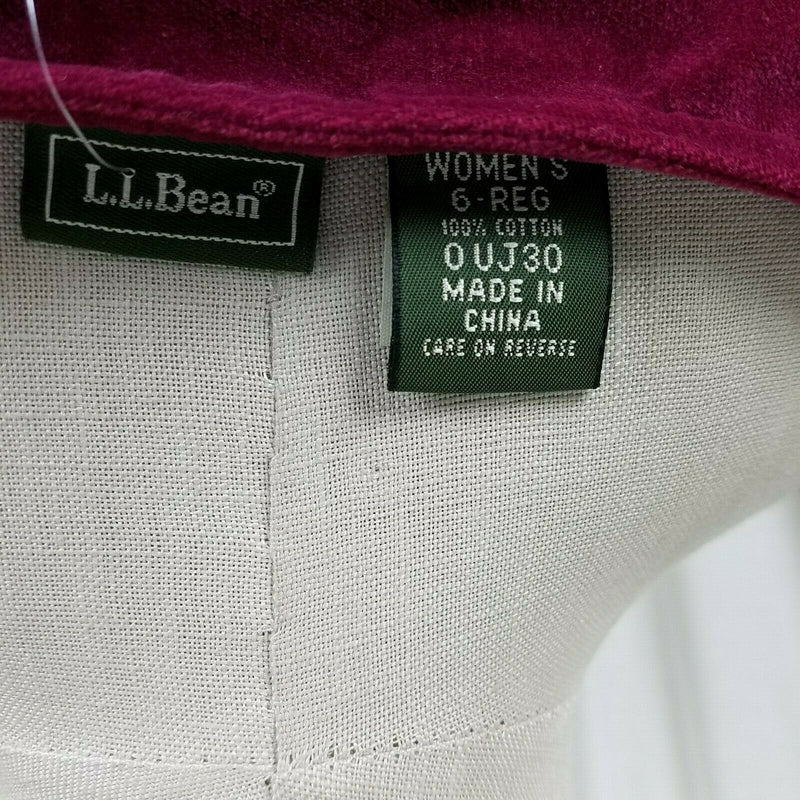 L.L.Bean®
WOMEN'S
6-REG
100% COTTON
0UJ30
MADE IN
CHINA
CARE ON REVERSE